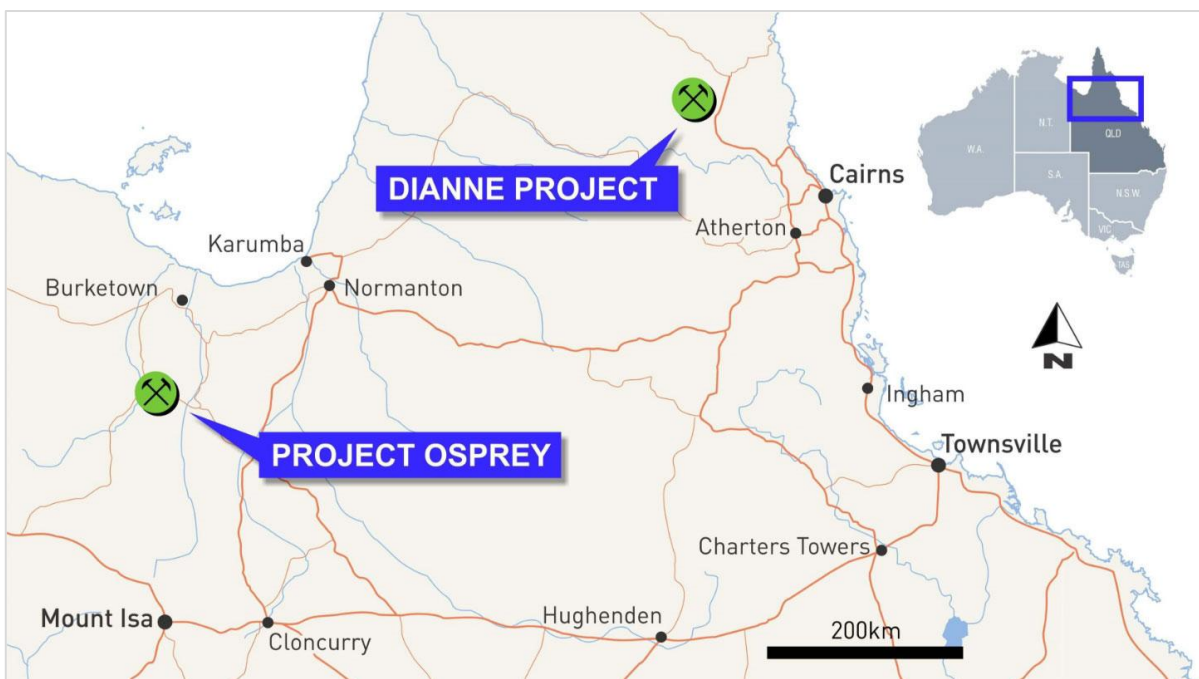 DIANNE PROJECT
Cairns
Atherton
Karumba
Burketown
Normanton
PROJECT OSPREY
Ingham
Townsville
Charters Towers
Mount Isa
Cloncurry
Hughenden
200km
N.T.
QLD
W.A.
S.A.
N.S.W.
VIC
TAS
N